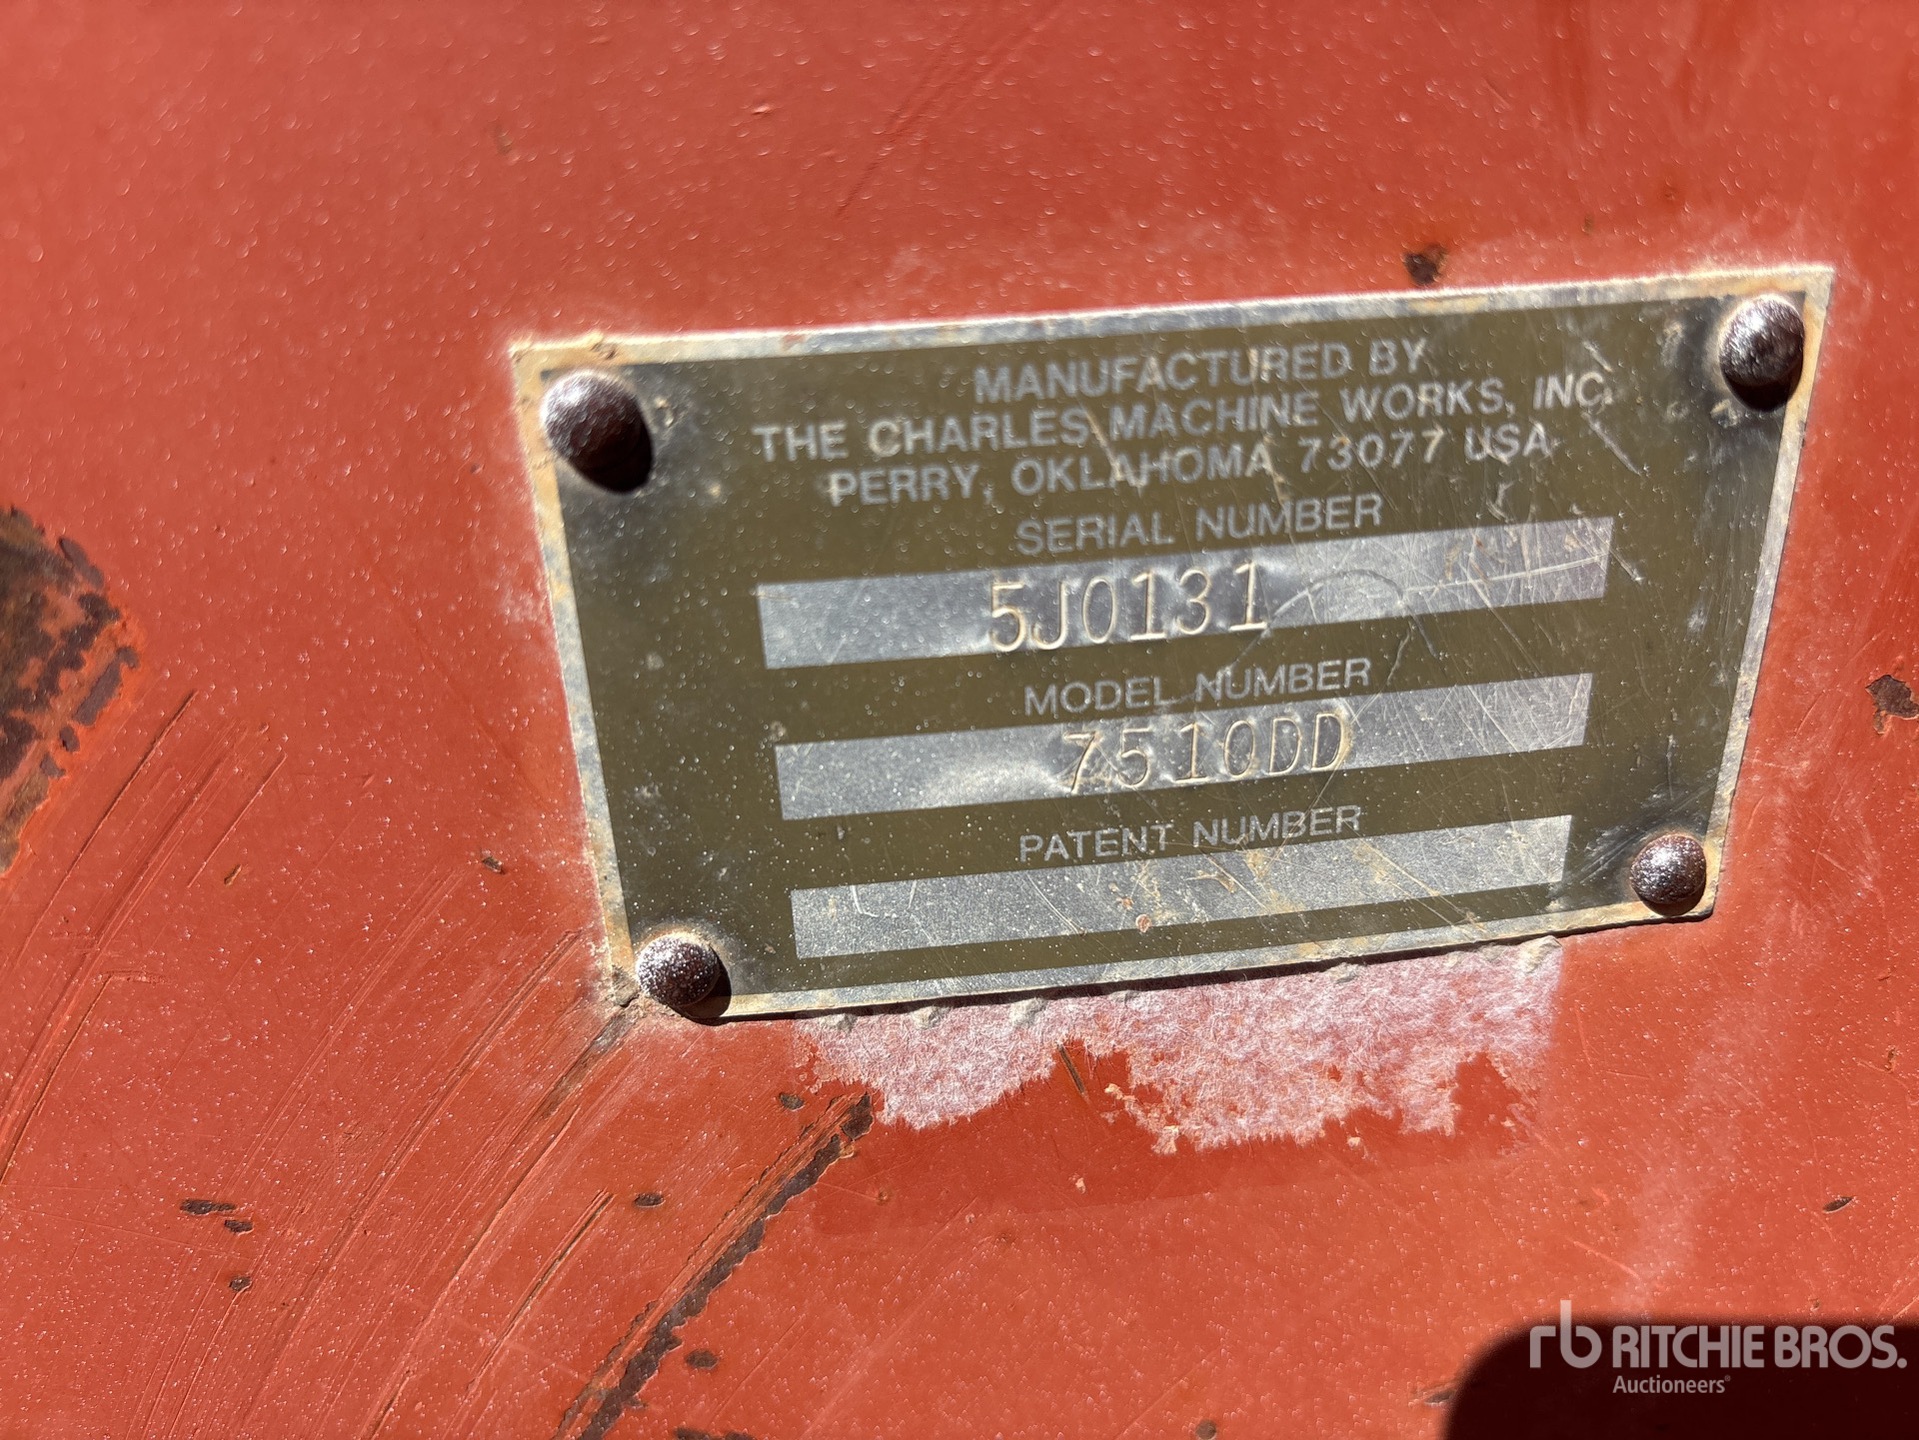 MANUFACTURED BY
THE CHARLES MACHINE WORKS, INC.
PERRY, OKLAHOMA 73077 USA
SERIAL NUMBER
5J0131
MODEL NUMBER
7510DD
PATENT NUMBER
rb RITCHIE BROS.
Auctioneers®